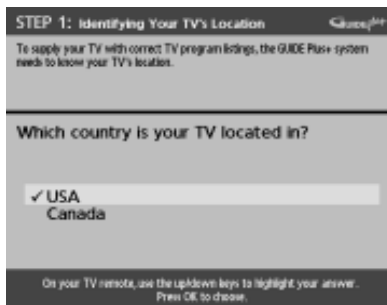 STEP 1: Identifying Your TV's Location
To supply your TV with correct TV program listings, the GUIDE Plus+ system
needs to know your TV's location.
Which country is your TV located in?
✓ USA
Canada
On your TV remote, use the up/down keys to highlight your answer.
Press OK to choose.